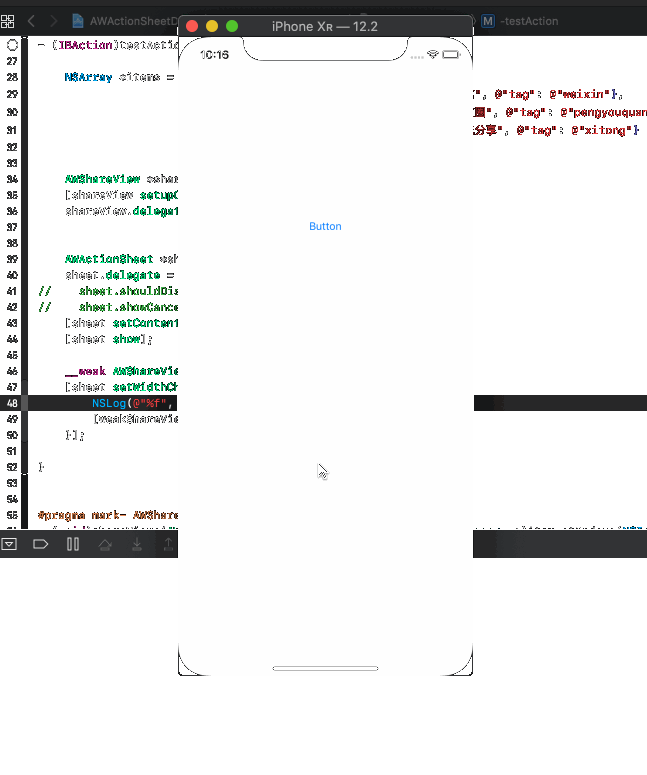 AWActionSheetD
iPhone Xʀ — 12.2
M -testAction
10:16
- (IBAction)testActio
27
28 NSArray *items =
29 ", @"tag": @"weixin"},
30 圈", @"tag": @"pengyouquan
31 分享", @"tag": @"xitong"}
32
33
34 AWShareView *shar
35 [shareView setupC
36 shareView.delegat
37
Button
38
39 AWActionSheet *sh
40 sheet.delegate =
41 // sheet.shouldDis
42 // sheet.showCance
43 [sheet setContent
44 [sheet show];
45
46 __weak AWShareVie
47 [sheet setWidthCh
48 NSLog(@"%f",
49 [weakShareVie
50 }];
51
52 }
53
54
55 #pragma mark- AWShare